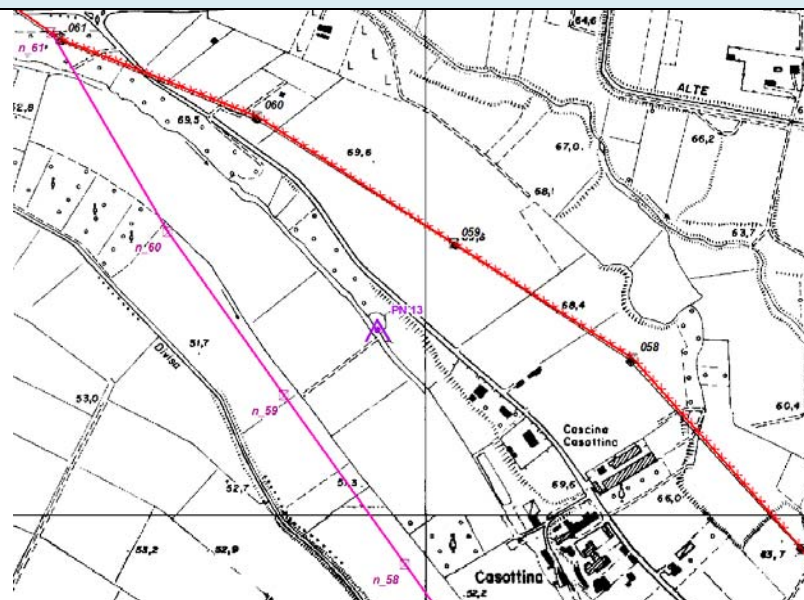 061
n_61
64,6
ALTE
52,8
69,5
060
69,6
67,0
66,2
68,1
059
63,7
n_60
PN 13
68,4
51,7
Divisa
058
53,0
n_59
60,4
Cascina
Casottina
52,7
69,6
66,0
53,2
52,9
63,7
n_58
Casottina
52,2